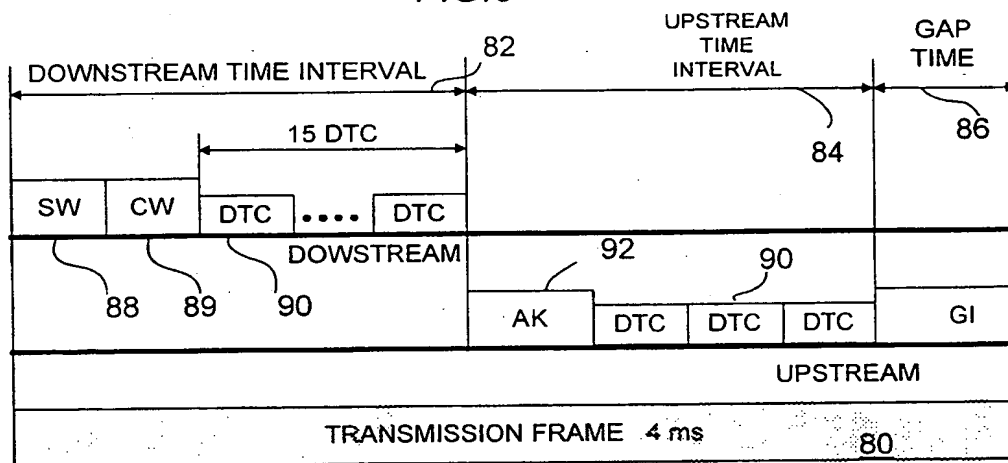 82
UPSTREAM
TIME
INTERVAL
GAP
TIME
DOWNSTREAM TIME INTERVAL
15 DTC
84
86
SW
CW
DTC
DTC
DOWSTREAM
88
89
90
92
90
AK
DTC
DTC
DTC
GI
UPSTREAM
TRANSMISSION FRAME 4 ms
80